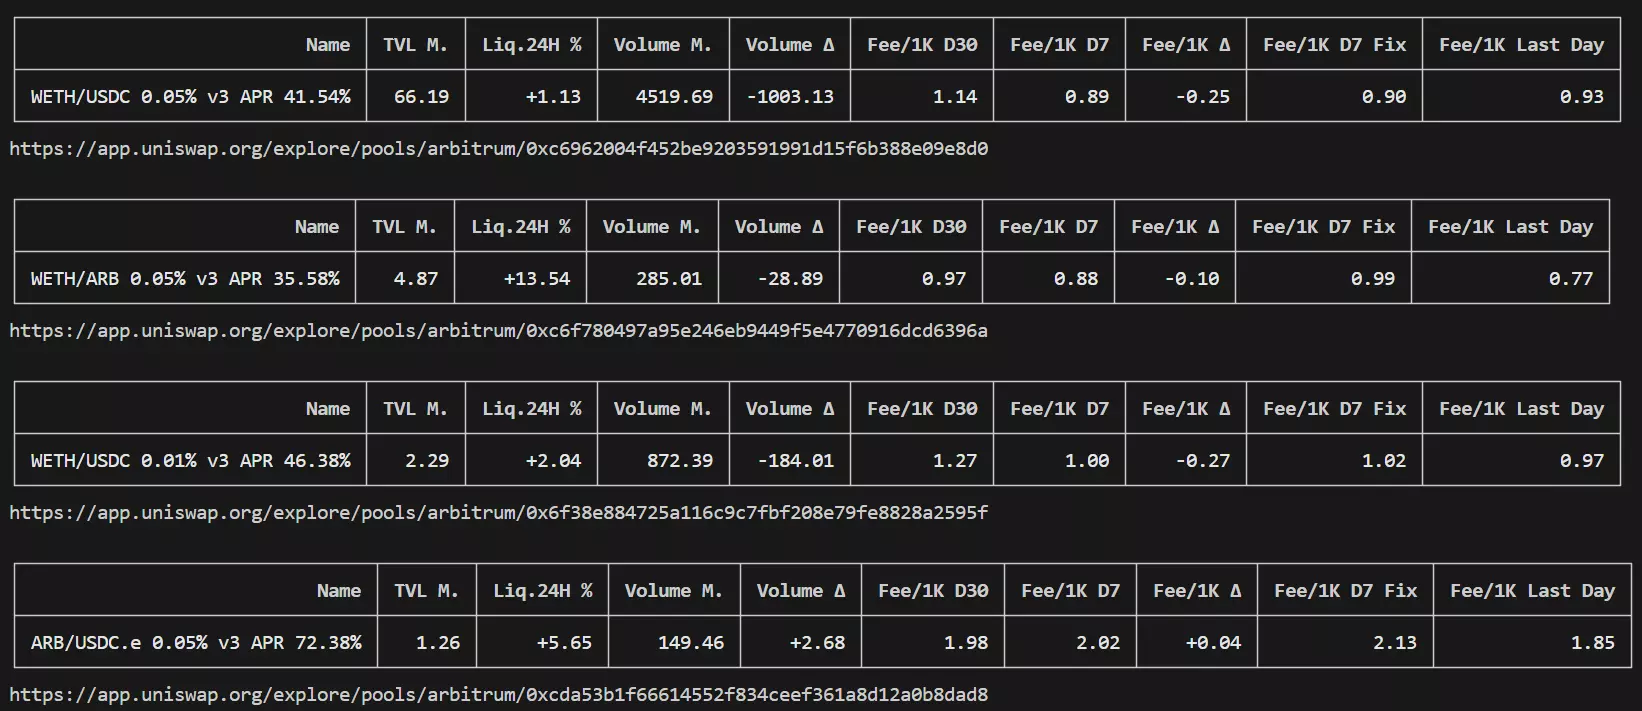 Name TVL M. Liq.24H % Volume M. Volume Δ Fee/1K D30 Fee/1K D7 Fee/1K Δ Fee/1K D7 Fix Fee/1K Last Day
WETH/USDC 0.05% v3 APR 41.54% 66.19 +1.13 4519.69 -1003.13 1.14 0.89 -0.25 0.90 0.93
https://app.uniswap.org/explore/pools/arbitrum/0xc6962004f452be9203591991d15f6b388e09e8d0
Name TVL M. Liq.24H % Volume M. Volume Δ Fee/1K D30 Fee/1K D7 Fee/1K Δ Fee/1K D7 Fix Fee/1K Last Day
WETH/ARB 0.05% v3 APR 35.58% 4.87 +13.54 285.01 -28.89 0.97 0.88 -0.10 0.99 0.77
https://app.uniswap.org/explore/pools/arbitrum/0xc6f780497a95e246eb9449f5e4770916dcd6396a
Name TVL M. Liq.24H % Volume M. Volume Δ Fee/1K D30 Fee/1K D7 Fee/1K Δ Fee/1K D7 Fix Fee/1K Last Day
WETH/USDC 0.01% v3 APR 46.38% 2.29 +2.04 872.39 -184.01 1.27 1.00 -0.27 1.02 0.97
https://app.uniswap.org/explore/pools/arbitrum/0x6f38e884725a116c9c7fbf208e79fe8828a2595f
Name TVL M. Liq.24H % Volume M. Volume Δ Fee/1K D30 Fee/1K D7 Fee/1K Δ Fee/1K D7 Fix Fee/1K Last Day
ARB/USDC.e 0.05% v3 APR 72.38% 1.26 +5.65 149.46 +2.68 1.98 2.02 +0.04 2.13 1.85
https://app.uniswap.org/explore/pools/arbitrum/0xcda53b1f66614552f834ceef361a8d12a0b8dad8